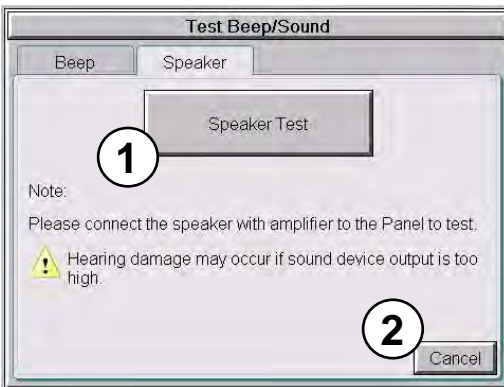 Test Beep/Sound
Beep
Speaker
Speaker Test
1
Note:
Please connect the speaker with amplifier to the Panel to test.
Hearing damage may occur if sound device output is too
high.
2
Cancel